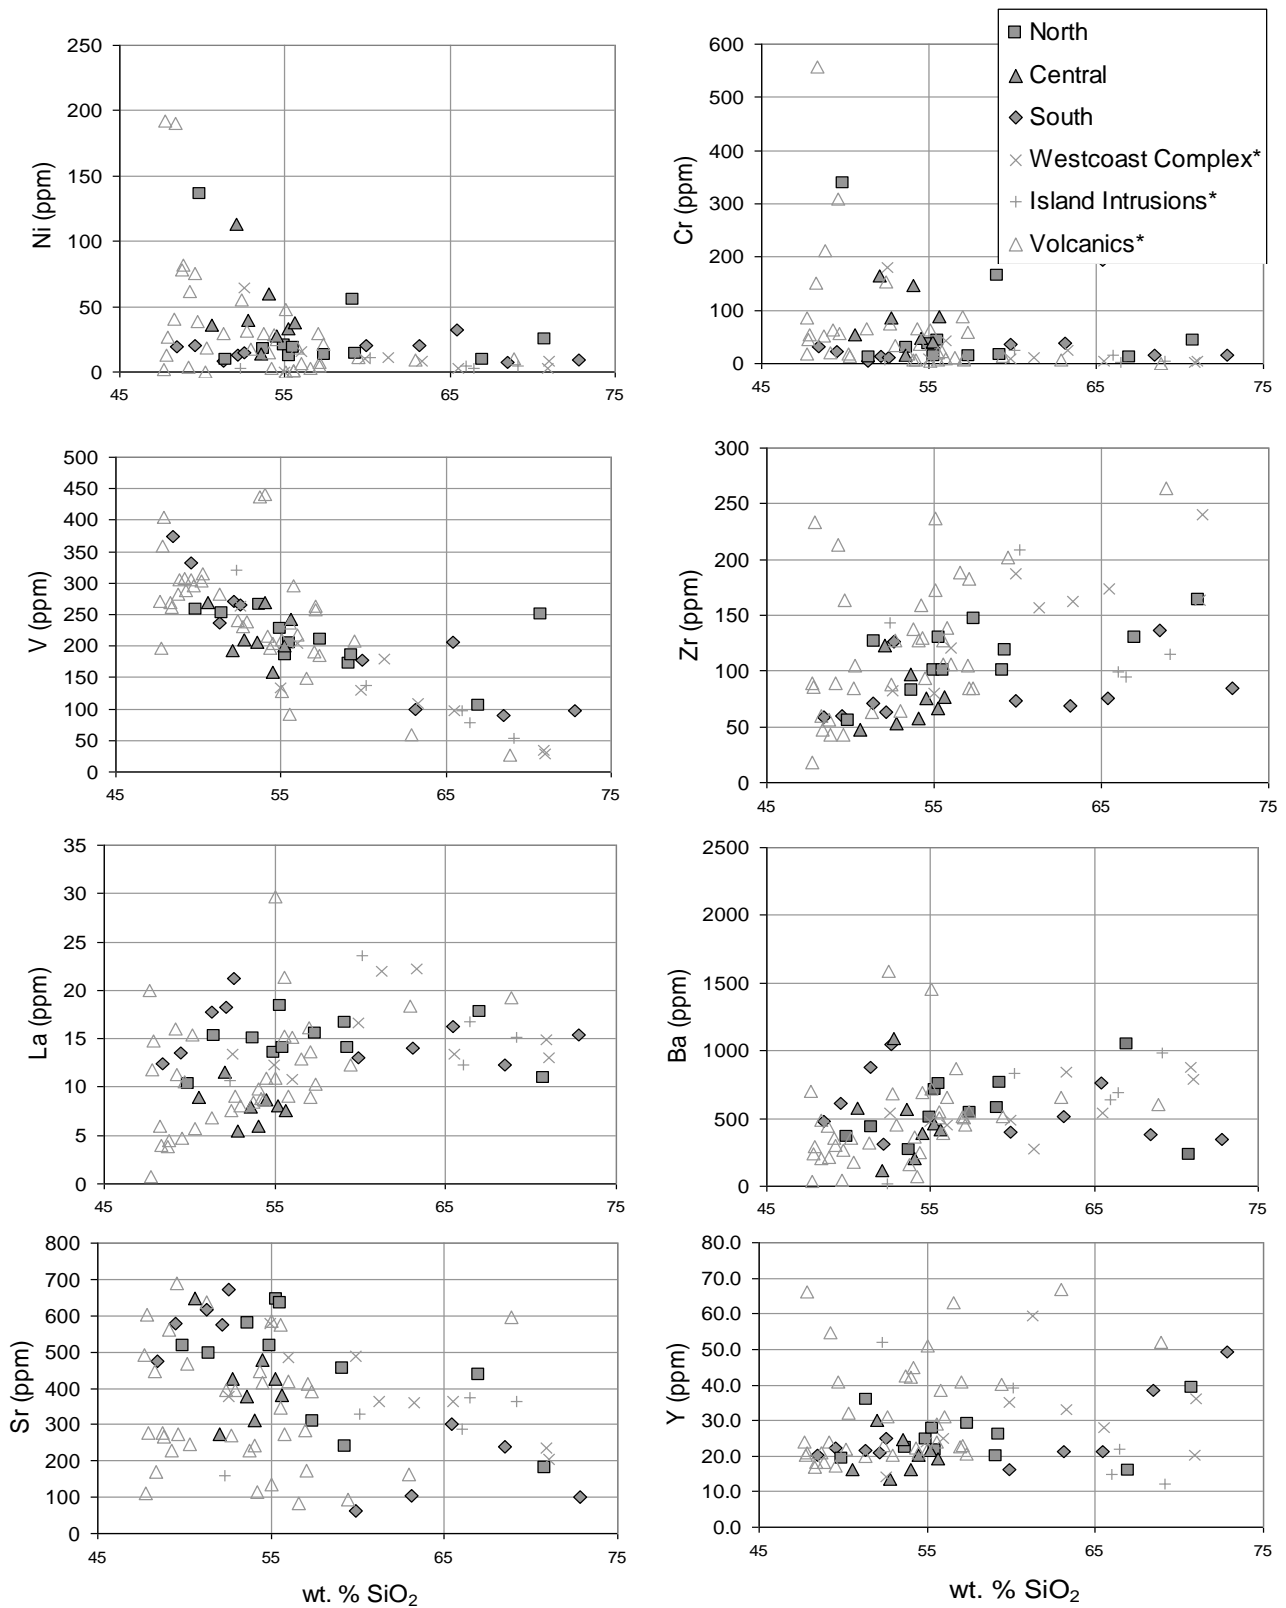 Ni (ppm)
250
200
150
100
50
0
45 55 65 75
Cr (ppm)
600
500
400
300
200
100
0
45 55 65 75
North
Central
South
Westcoast Complex*
Island Intrusions*
Volcanics*
V (ppm)
500
450
400
350
300
250
200
150
100
50
0
45 55 65 75
Zr (ppm)
300
250
200
150
100
50
0
45 55 65 75
La (ppm)
35
30
25
20
15
10
5
0
45 55 65 75
Ba (ppm)
2500
2000
1500
1000
500
0
45 55 65 75
Sr (ppm)
800
700
600
500
400
300
200
100
0
45 55 65 75
wt. % SiO₂
Y (ppm)
80.0
70.0
60.0
50.0
40.0
30.0
20.0
10.0
0.0
45 55 65 75
wt. % SiO₂